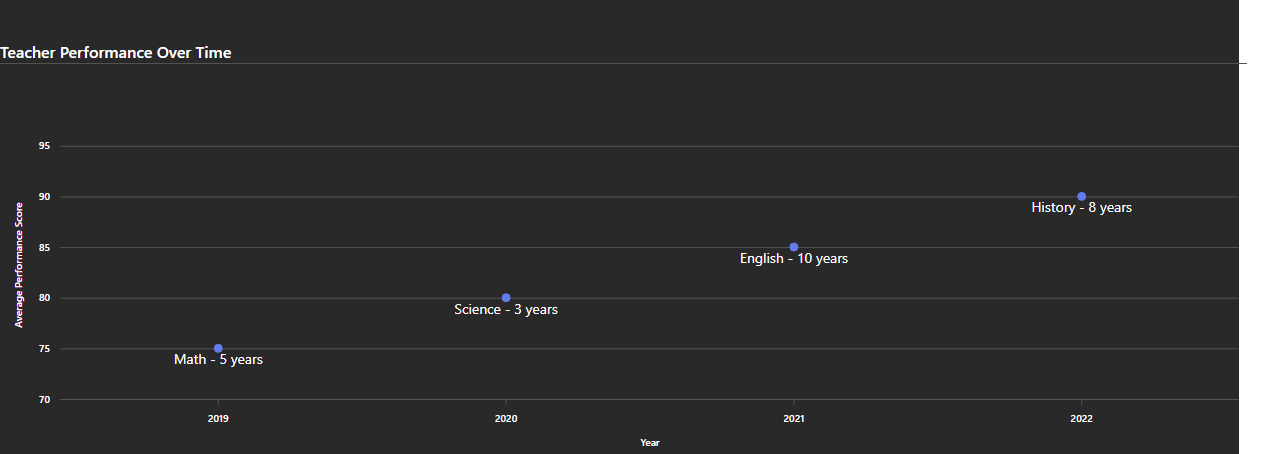 Teacher Performance Over Time
95
90
85
80
75
70
Average Performance Score
History - 8 years
English - 10 years
Science - 3 years
Math - 5 years
2019
2020
2021
2022
Year